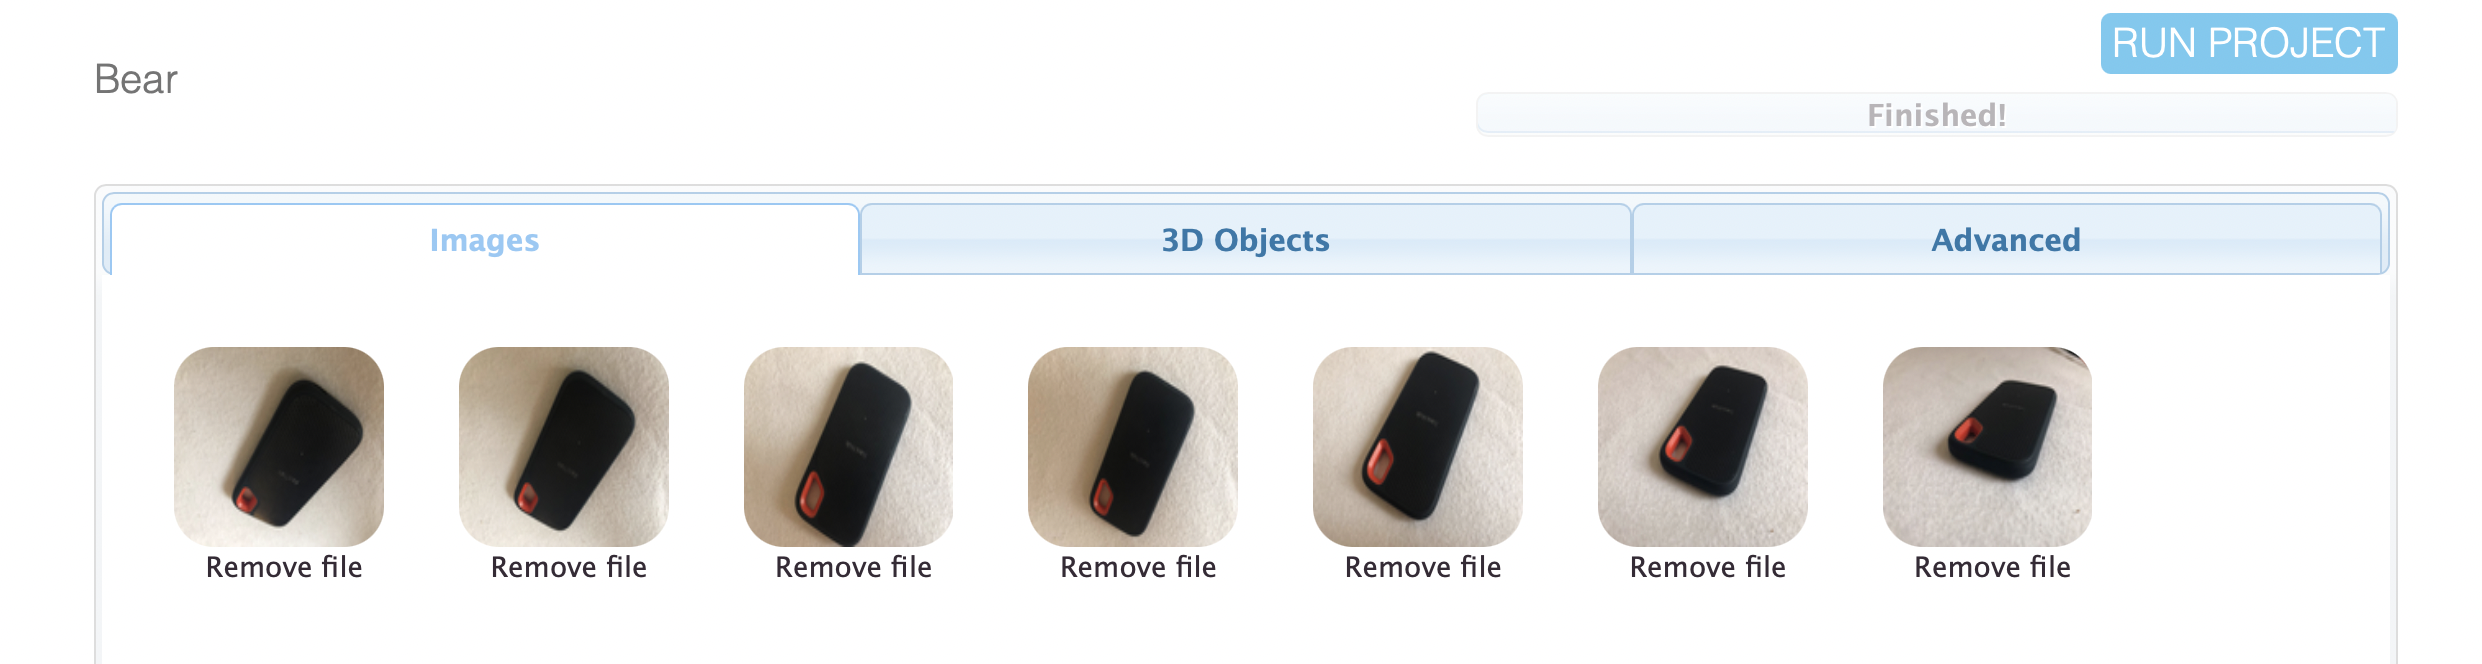 RUN PROJECT
Bear
Finished!
Images
3D Objects
Advanced
Remove file
Remove file
Remove file
Remove file
Remove file
Remove file
Remove file